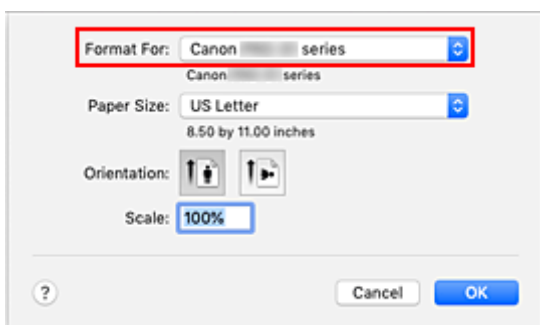 Format For: Canon series
Canon series
Paper Size: US Letter
8.50 by 11.00 inches
Orientation:
Scale: 100%
? Cancel OK